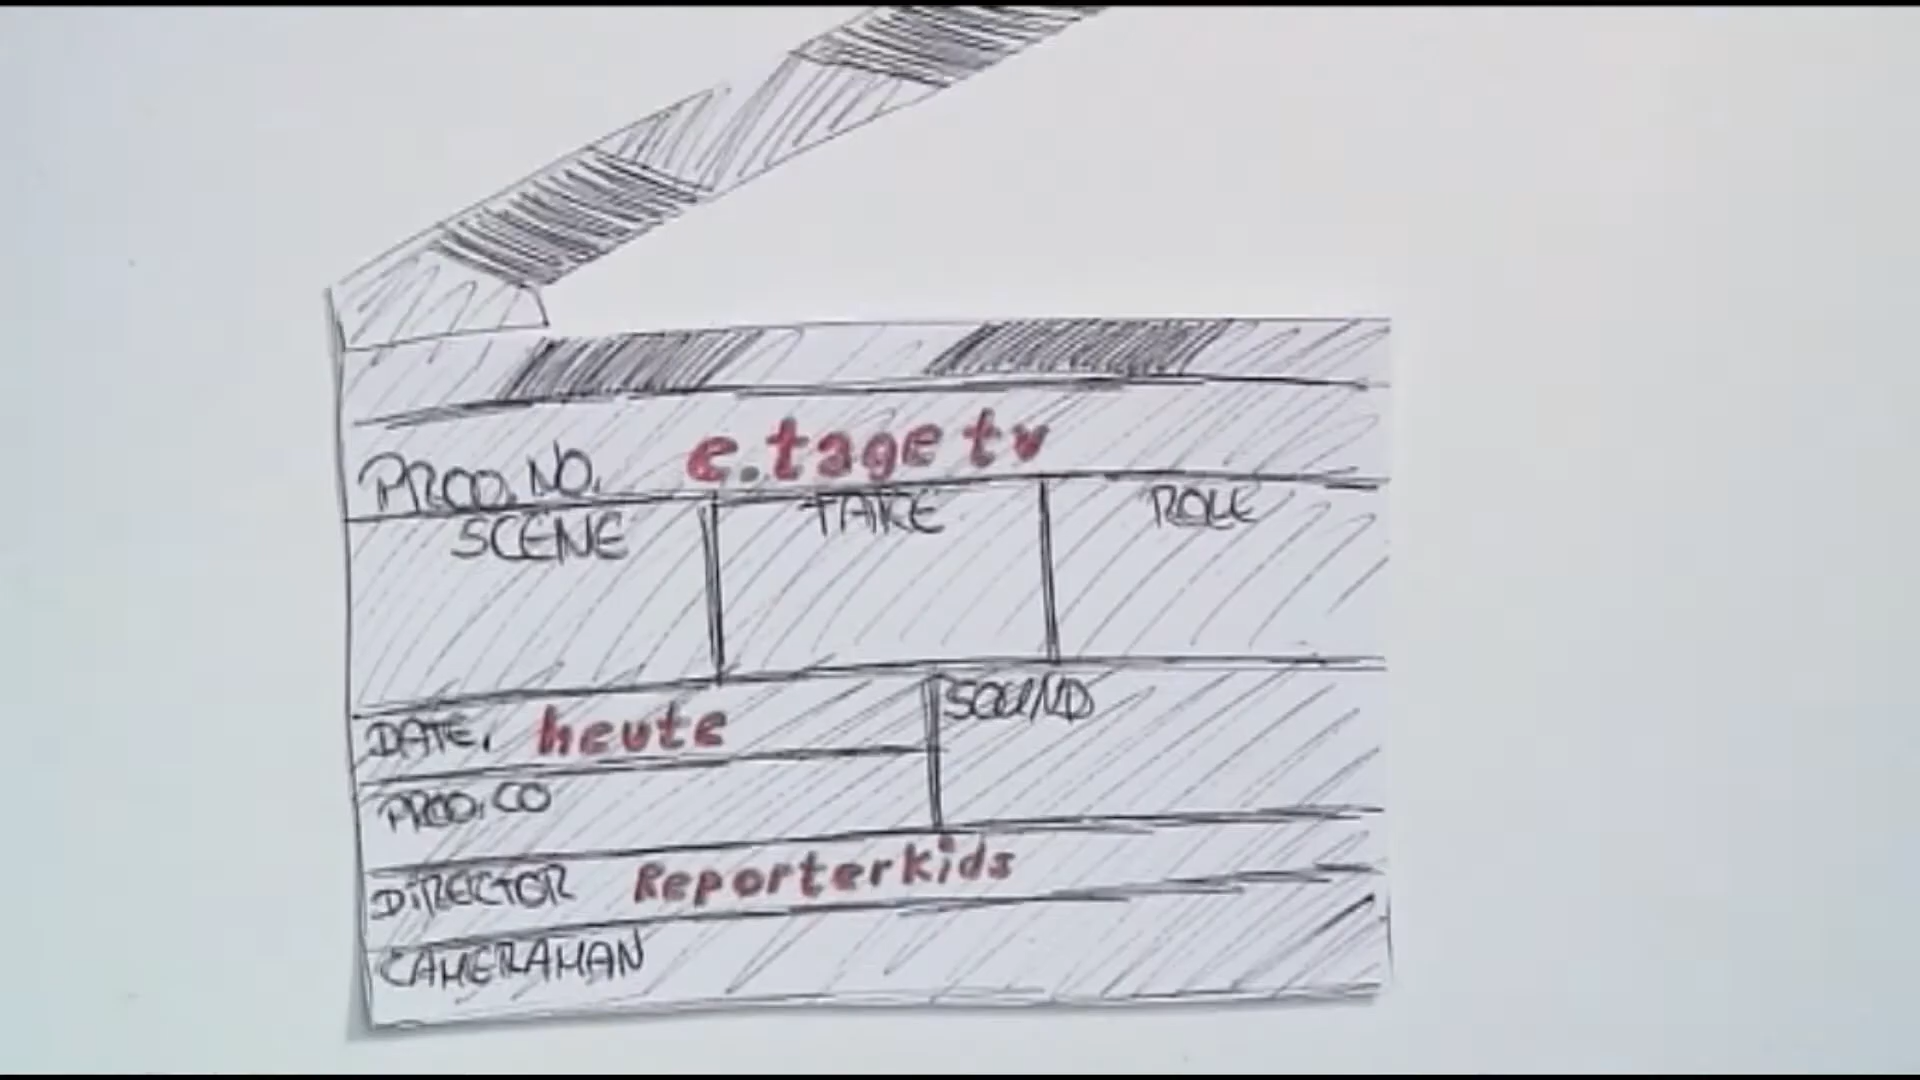 PROD. NO. e.tage tv
SCENE TAKE ROLE
DATE. heute SOUND
PROD. CO
DiRECTOR Reporterkids
CAMERAMAN